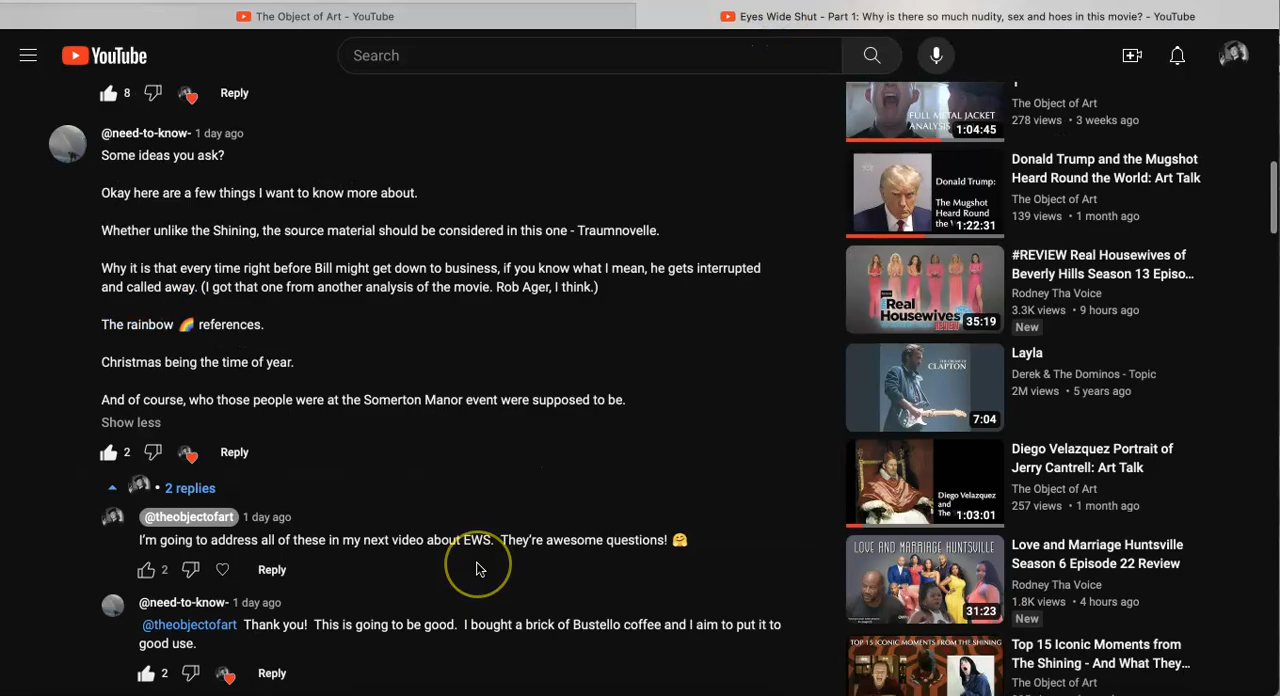 The Object of Art - YouTube
Eyes Wide Shut - Part 1: Why is there so much nudity, sex and hoes in this movie? - YouTube
YouTube
Search
8
Reply
@need-to-know- 1 day ago
Some ideas you ask?
Okay here are a few things I want to know more about.
Whether unlike the Shining, the source material should be considered in this one - Traumnovelle.
Why it is that every time right before Bill might get down to business, if you know what I mean, he gets interrupted
and called away. (I got that one from another analysis of the movie. Rob Ager, I think.)
The rainbow 🌈 references.
Christmas being the time of year.
And of course, who those people were at the Somerton Manor event were supposed to be.
Show less
2
Reply
• 2 replies
@theobjectofart 1 day ago
I'm going to address all of these in my next video about EWS. They're awesome questions! 🤗
2
Reply
@need-to-know- 1 day ago
@theobjectofart Thank you! This is going to be good. I bought a brick of Bustello coffee and I aim to put it to
good use.
2
Reply
FULL METAL JACKET
ANALYSIS
1:04:45
The Object of Art
278 views • 3 weeks ago
Donald Trump:
The Mugshot
Heard Round
the
1:22:31
Donald Trump and the Mugshot
Heard Round the World: Art Talk
The Object of Art
139 views • 1 month ago
Real
Housewives
REVIEW
35:19
#REVIEW Real Housewives of
Beverly Hills Season 13 Episo...
Rodney Tha Voice
3.3K views • 9 hours ago
New
CLAPTON
7:04
Layla
Derek & The Dominos - Topic
2M views • 5 years ago
Diego Velazquez
and
The
1:03:01
Diego Velazquez Portrait of
Jerry Cantrell: Art Talk
The Object of Art
257 views • 1 month ago
LOVE AND MARRIAGE HUNTSVILLE
31:23
Love and Marriage Huntsville
Season 6 Episode 22 Review
Rodney Tha Voice
1.8K views • 4 hours ago
New
TOP 15 ICONIC MOMENTS FROM THE SHINING
Top 15 Iconic Moments from
The Shining - And What They...
The Object of Art